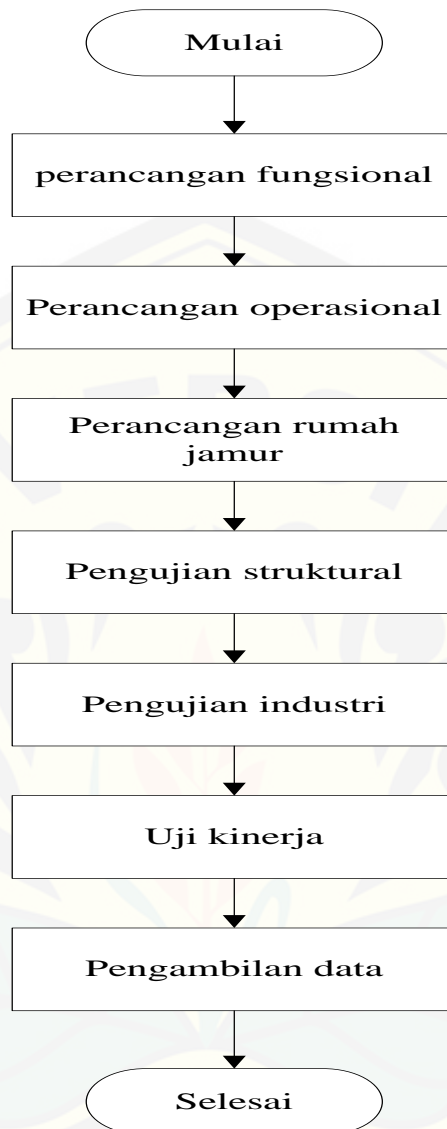 Mulai
perancangan fungsional
Perancangan operasional
Perancangan rumah
jamur
Pengujian struktural
Pengujian industri
Uji kinerja
Pengambilan data
Selesai